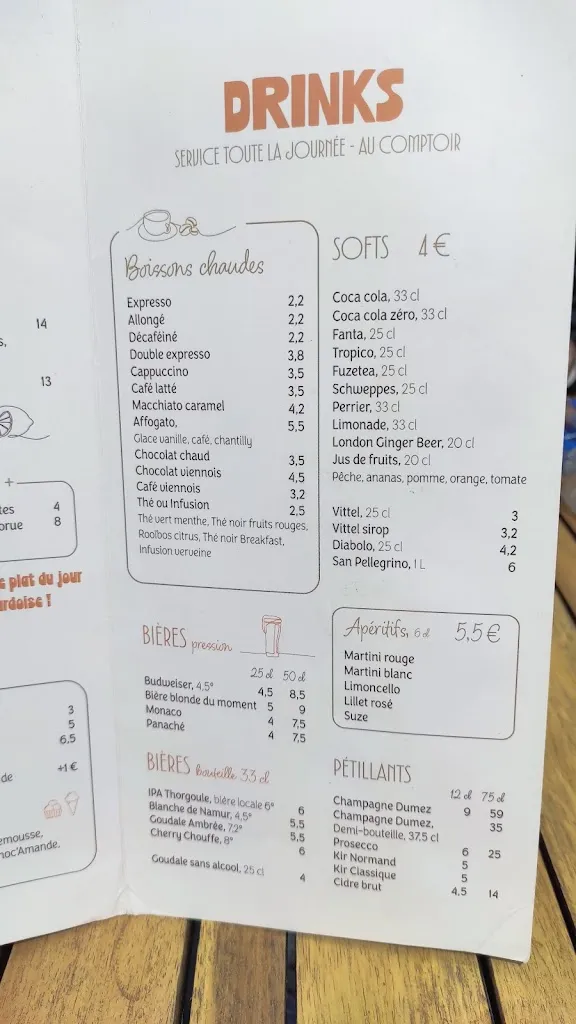 DRINKS
SERVICE TOUTE LA JOURNÉE - AU COMPTOIR
Boissons chaudes
Expresso 2,2
Allongé 2,2
Décaféiné 2,2
Double expresso 3,8
Cappuccino 3,5
Café latté 3,5
Macchiato caramel 4,2
Affogato, 5,5
Glace vanille, café, chantilly
Chocolat chaud 3,5
Chocolat viennois 4,5
Café viennois 3,2
Thé ou Infusion 2,5
Thé vert menthe, Thé noir fruits rouges,
Rooïbos citrus, Thé noir Breakfast,
Infusion verveine
SOFTS 4€
Coca cola, 33 cl
Coca cola zéro, 33 cl
Fanta, 25 cl
Tropico, 25 cl
Fuzetea, 25 cl
Schweppes, 25 cl
Perrier, 33 cl
Limonade, 33 cl
London Ginger Beer, 20 cl
Jus de fruits, 20 cl
Pêche, ananas, pomme, orange, tomate
Vittel, 25 cl 3
Vittel sirop 3,2
Diabolo, 25 cl 4,2
San Pellegrino, 1 L 6
BIÈRES pression
25 cl 50 cl
Budweiser, 4,5° 4,5 8,5
Bière blonde du moment 5 9
Monaco 4 7,5
Panaché 4 7,5
BIÈRES bouteille 33 cl
IPA Thorgoule, bière locale 6° 6
Blanche de Namur, 4,5° 5,5
Goudale Ambrée, 7,2° 5,5
Cherry Chouffe, 8° 6
Goudale sans alcool, 25 cl 4
Apéritifs, 6 cl 5,5€
Martini rouge
Martini blanc
Limoncello
Lillet rosé
Suze
PÉTILLANTS
12 cl 75 cl
Champagne Dumez 9 59
Champagne Dumez, 35
Demi-bouteille, 37,5 cl
Prosecco 6 25
Kir Normand 5
Kir Classique 5
Cidre brut 4,5 14
14
s,
13
+
tes 4
orue 8
e plat du jour
ardoise !
3
5
6,5
de +1€
emousse,
hoc'Amande.